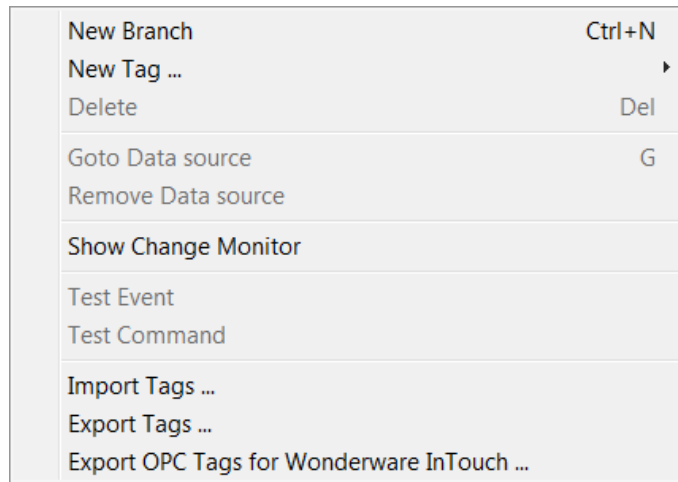 New Branch Ctrl+N
New Tag ...
Delete Del
Goto Data source G
Remove Data source
Show Change Monitor
Test Event
Test Command
Import Tags ...
Export Tags ...
Export OPC Tags for Wonderware InTouch ...